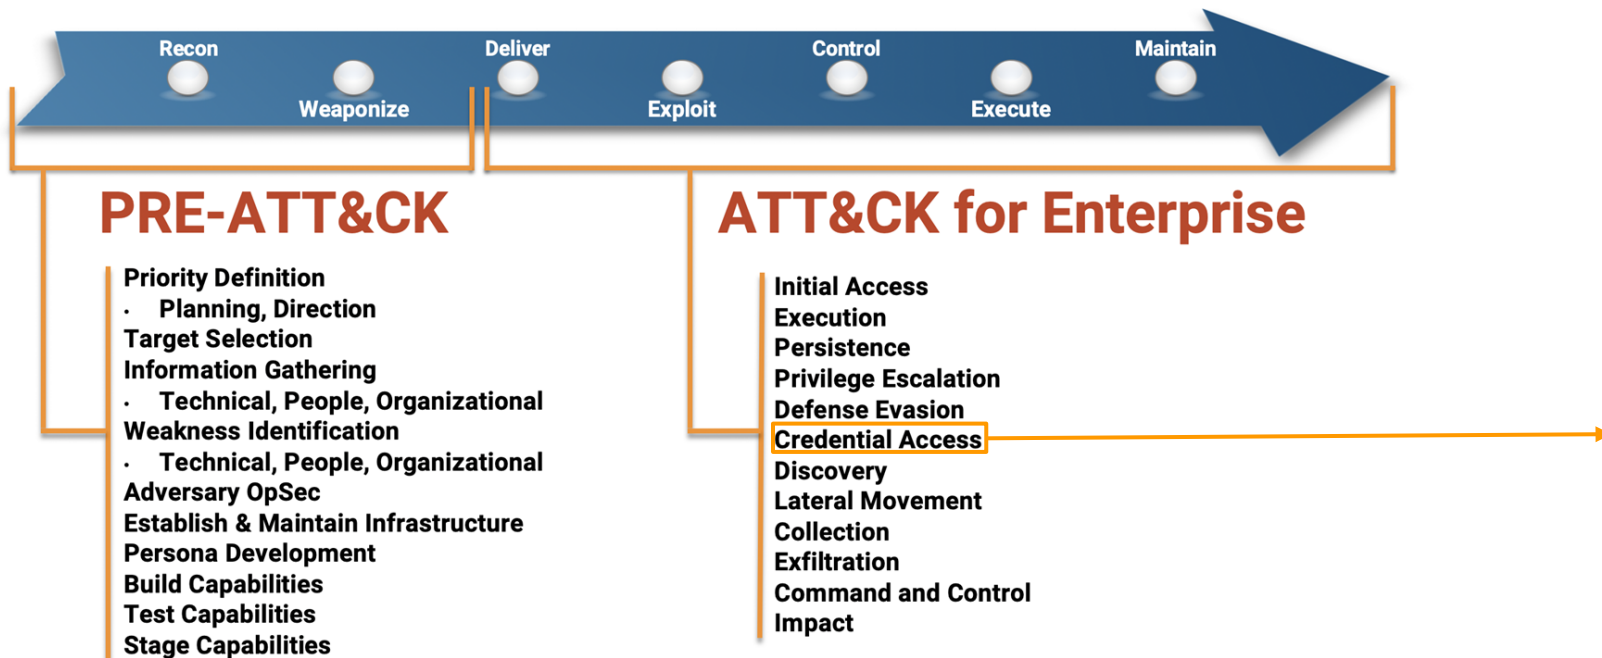 Recon
Deliver
Control
Maintain
Weaponize
Exploit
Execute
PRE-ATT&CK
Priority Definition
· Planning, Direction
Target Selection
Information Gathering
· Technical, People, Organizational
Weakness Identification
· Technical, People, Organizational
Adversary OpSec
Establish & Maintain Infrastructure
Persona Development
Build Capabilities
Test Capabilities
Stage Capabilities
ATT&CK for Enterprise
Initial Access
Execution
Persistence
Privilege Escalation
Defense Evasion
Credential Access
Discovery
Lateral Movement
Collection
Exfiltration
Command and Control
Impact